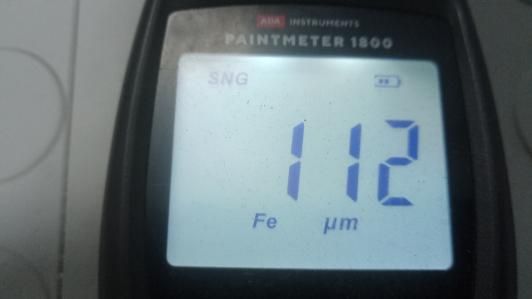 ADA INSTRUMENTS
PAINTMETER 1800
SNG
112
Fe µm